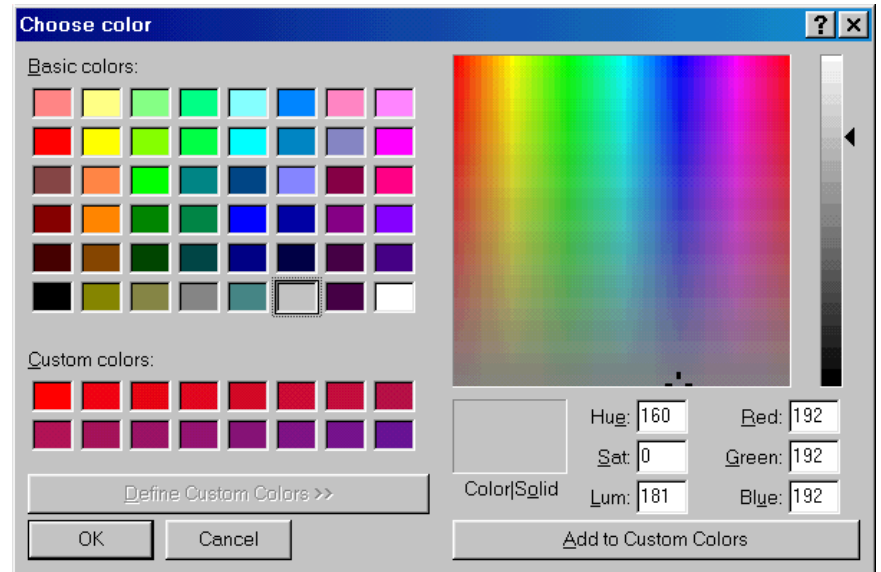 Choose color
Basic colors:
Custom colors:
Define Custom Colors >>
OK Cancel
Color|Solid
Hue: 160 Red: 192
Sat: 0 Green: 192
Lum: 181 Blue: 192
Add to Custom Colors